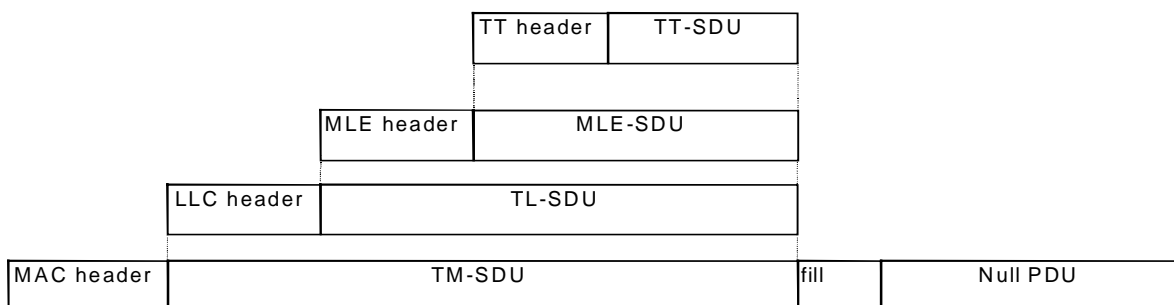 TT header TT-SDU
MLE header MLE-SDU
LLC header TL-SDU
MAC header TM-SDU fill Null PDU